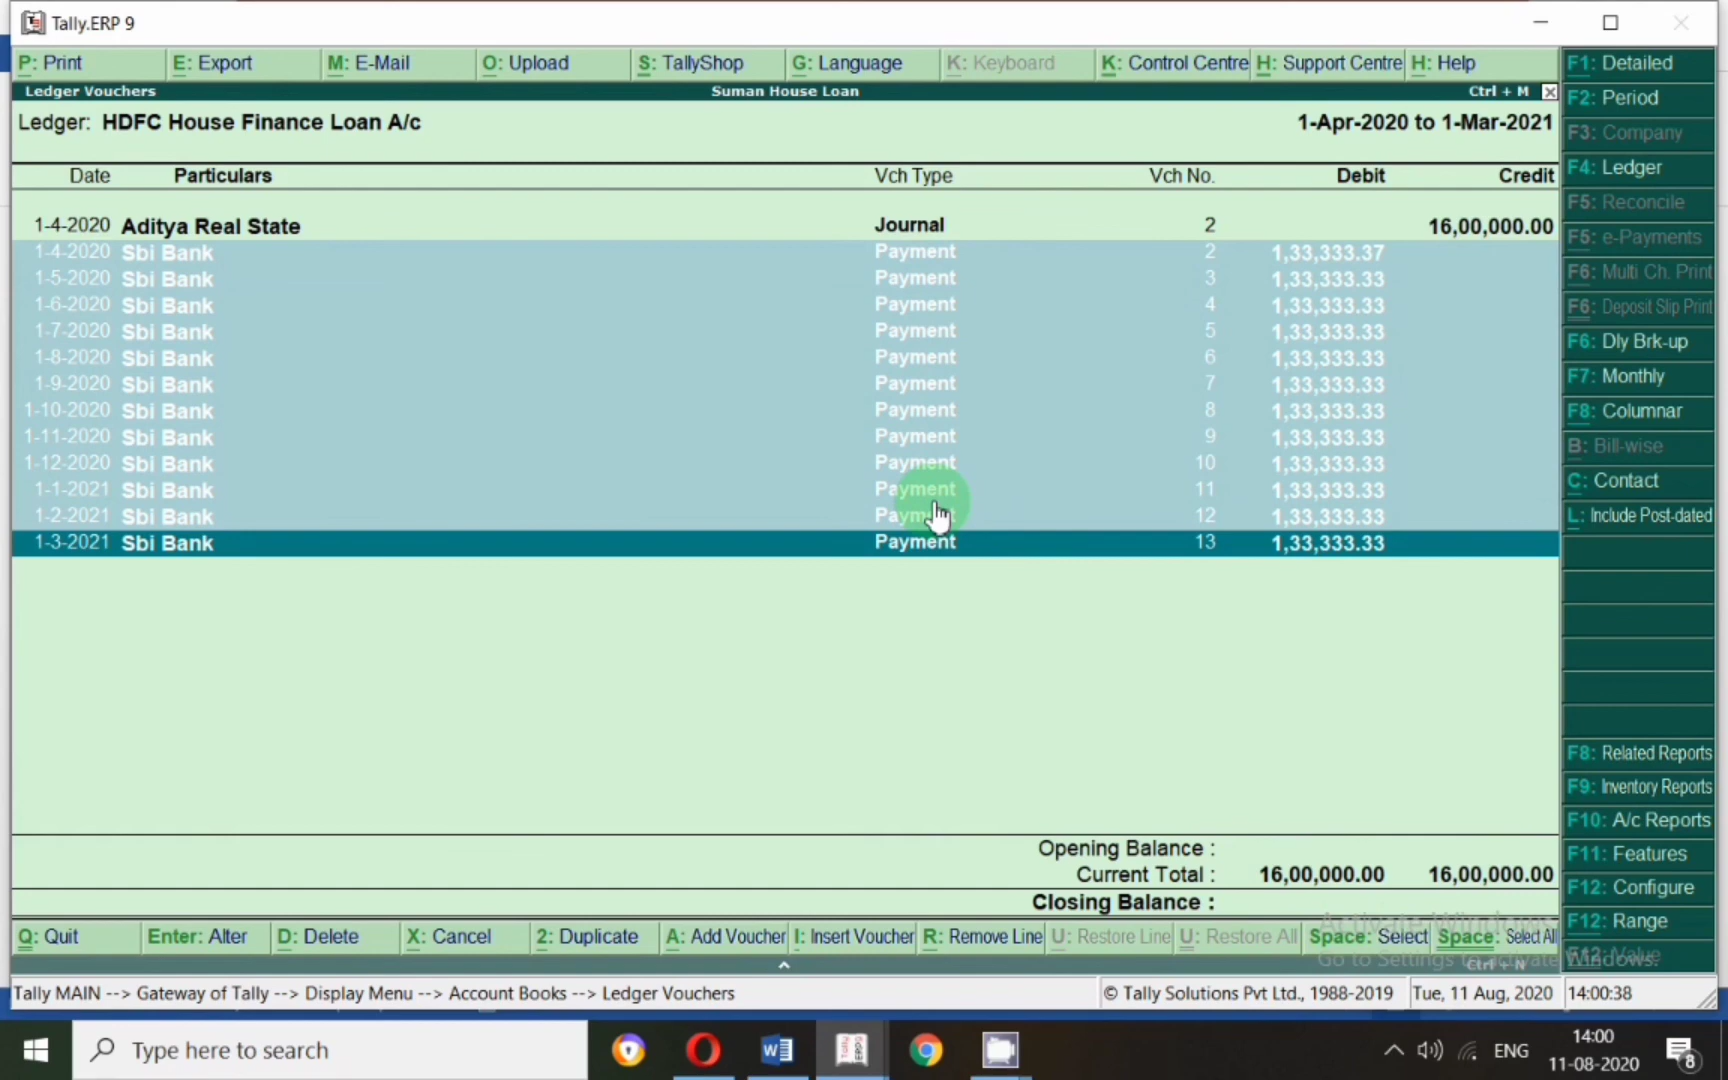 Tally.ERP 9
P: Print E: Export M: E-Mail O: Upload S: TallyShop G: Language K: Keyboard K: Control Centre H: Support Centre H: Help
Ledger Vouchers Suman House Loan Ctrl + M
Ledger: HDFC House Finance Loan A/c 1-Apr-2020 to 1-Mar-2021
Date Particulars Vch Type Vch No. Debit Credit
1-4-2020 Aditya Real State Journal 2 16,00,000.00
1-4-2020 Sbi Bank Payment 2 1,33,333.37
1-5-2020 Sbi Bank Payment 3 1,33,333.33
1-6-2020 Sbi Bank Payment 4 1,33,333.33
1-7-2020 Sbi Bank Payment 5 1,33,333.33
1-8-2020 Sbi Bank Payment 6 1,33,333.33
1-9-2020 Sbi Bank Payment 7 1,33,333.33
1-10-2020 Sbi Bank Payment 8 1,33,333.33
1-11-2020 Sbi Bank Payment 9 1,33,333.33
1-12-2020 Sbi Bank Payment 10 1,33,333.33
1-1-2021 Sbi Bank Payment 11 1,33,333.33
1-2-2021 Sbi Bank Payment 12 1,33,333.33
1-3-2021 Sbi Bank Payment 13 1,33,333.33
Opening Balance :
Current Total : 16,00,000.00 16,00,000.00
Closing Balance :
F1: Detailed
F2: Period
F3: Company
F4: Ledger
F5: Reconcile
F5: e-Payments
F6: Multi Ch. Print
F6: Deposit Slip Print
F6: Dly Brk-up
F7: Monthly
F8: Columnar
B: Bill-wise
C: Contact
L: Include Post-dated
F8: Related Reports
F9: Inventory Reports
F10: A/c Reports
F11: Features
F12: Configure
F12: Range
F12: Value
Activate Windows
Go to Settings to activate Windows.
Q: Quit Enter: Alter D: Delete X: Cancel 2: Duplicate A: Add Voucher I: Insert Voucher R: Remove Line U: Restore Line U: Restore All Space: Select Space: Select All
Ctrl + N
Tally MAIN --> Gateway of Tally --> Display Menu --> Account Books --> Ledger Vouchers © Tally Solutions Pvt Ltd., 1988-2019 Tue, 11 Aug, 2020 14:00:38
Type here to search ENG 14:00
11-08-2020 8